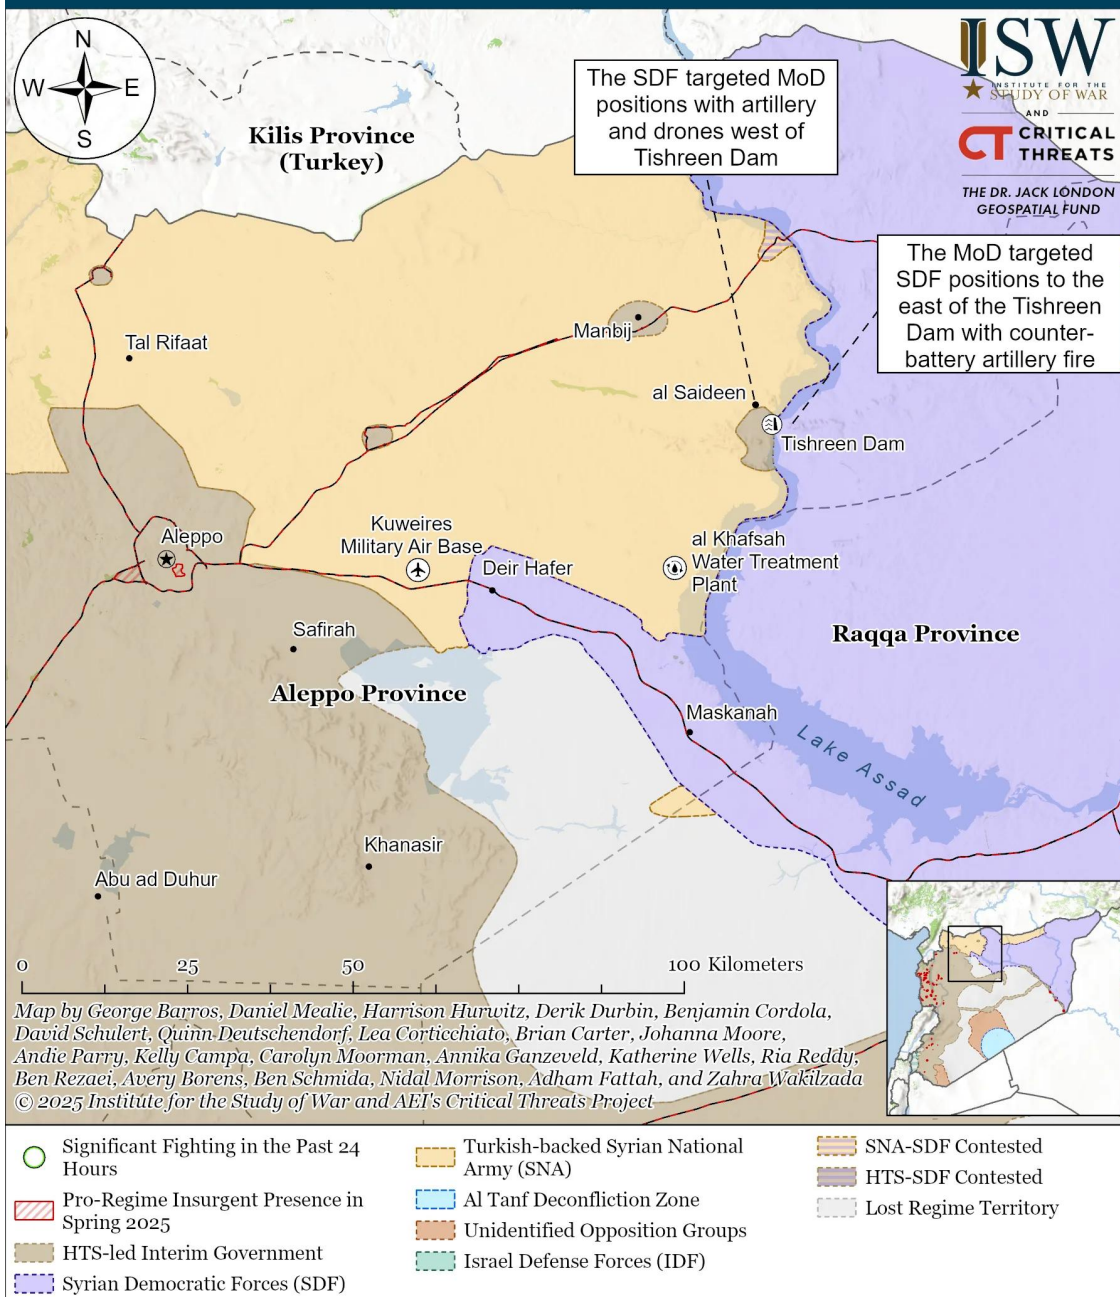 N
W
E
S
ISW
INSTITUTE FOR THE
STUDY OF WAR
AND
CT CRITICAL
THREATS
THE DR. JACK LONDON
GEOSPATIAL FUND
The SDF targeted MoD
positions with artillery
and drones west of
Tishreen Dam
Kilis Province
(Turkey)
The MoD targeted
SDF positions to the
east of the Tishreen
Dam with counter-
battery artillery fire
Tal Rifaat
Manbij
al Saideen
Tishreen Dam
Aleppo
Kuweires
Military Air Base
Deir Hafer
al Khafsah
Water Treatment
Plant
Safirah
Raqqa Province
Aleppo Province
Maskanah
Lake Assad
Khanasir
Abu ad Duhur
0 25 50 100 Kilometers
Map by George Barros, Daniel Mealie, Harrison Hurwitz, Derik Durbin, Benjamin Cordola,
David Schulert, Quinn Deutschendorf, Lea Corticchiato, Brian Carter, Johanna Moore,
Andie Parry, Kelly Campa, Carolyn Moorman, Annika Ganzeveld, Katherine Wells, Ria Reddy,
Ben Rezaei, Avery Borens, Ben Schmida, Nidal Morrison, Adham Fattah, and Zahra Wakilzada
© 2025 Institute for the Study of War and AEI's Critical Threats Project
Significant Fighting in the Past 24
Hours
Pro-Regime Insurgent Presence in
Spring 2025
HTS-led Interim Government
Syrian Democratic Forces (SDF)
Turkish-backed Syrian National
Army (SNA)
Al Tanf Deconfliction Zone
Unidentified Opposition Groups
Israel Defense Forces (IDF)
SNA-SDF Contested
HTS-SDF Contested
Lost Regime Territory